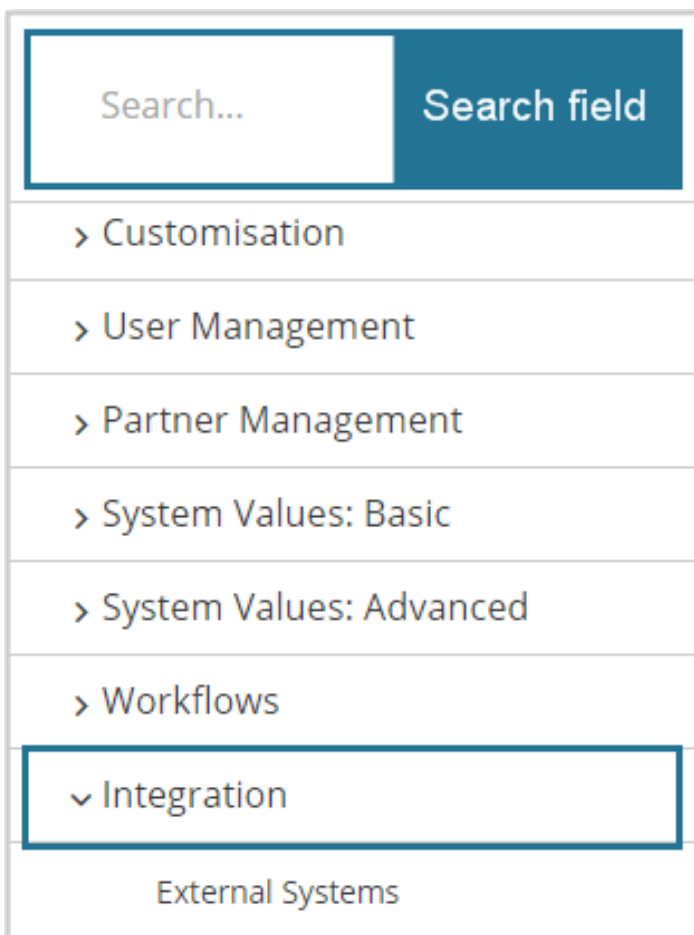 Search... Search field
Customisation
User Management
Partner Management
System Values: Basic
System Values: Advanced
Workflows
Integration
External Systems